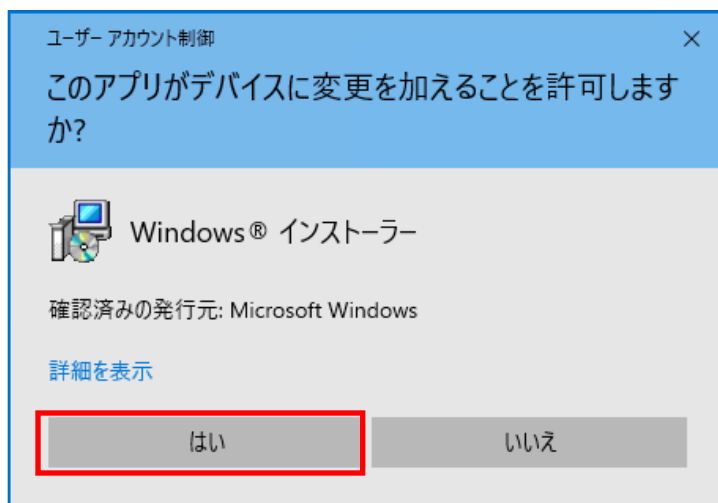 ユーザー アカウント制御
このアプリがデバイスに変更を加えることを許可します
か?
Windows® インストーラー
確認済みの発行元: Microsoft Windows
詳細を表示
はい
いいえ